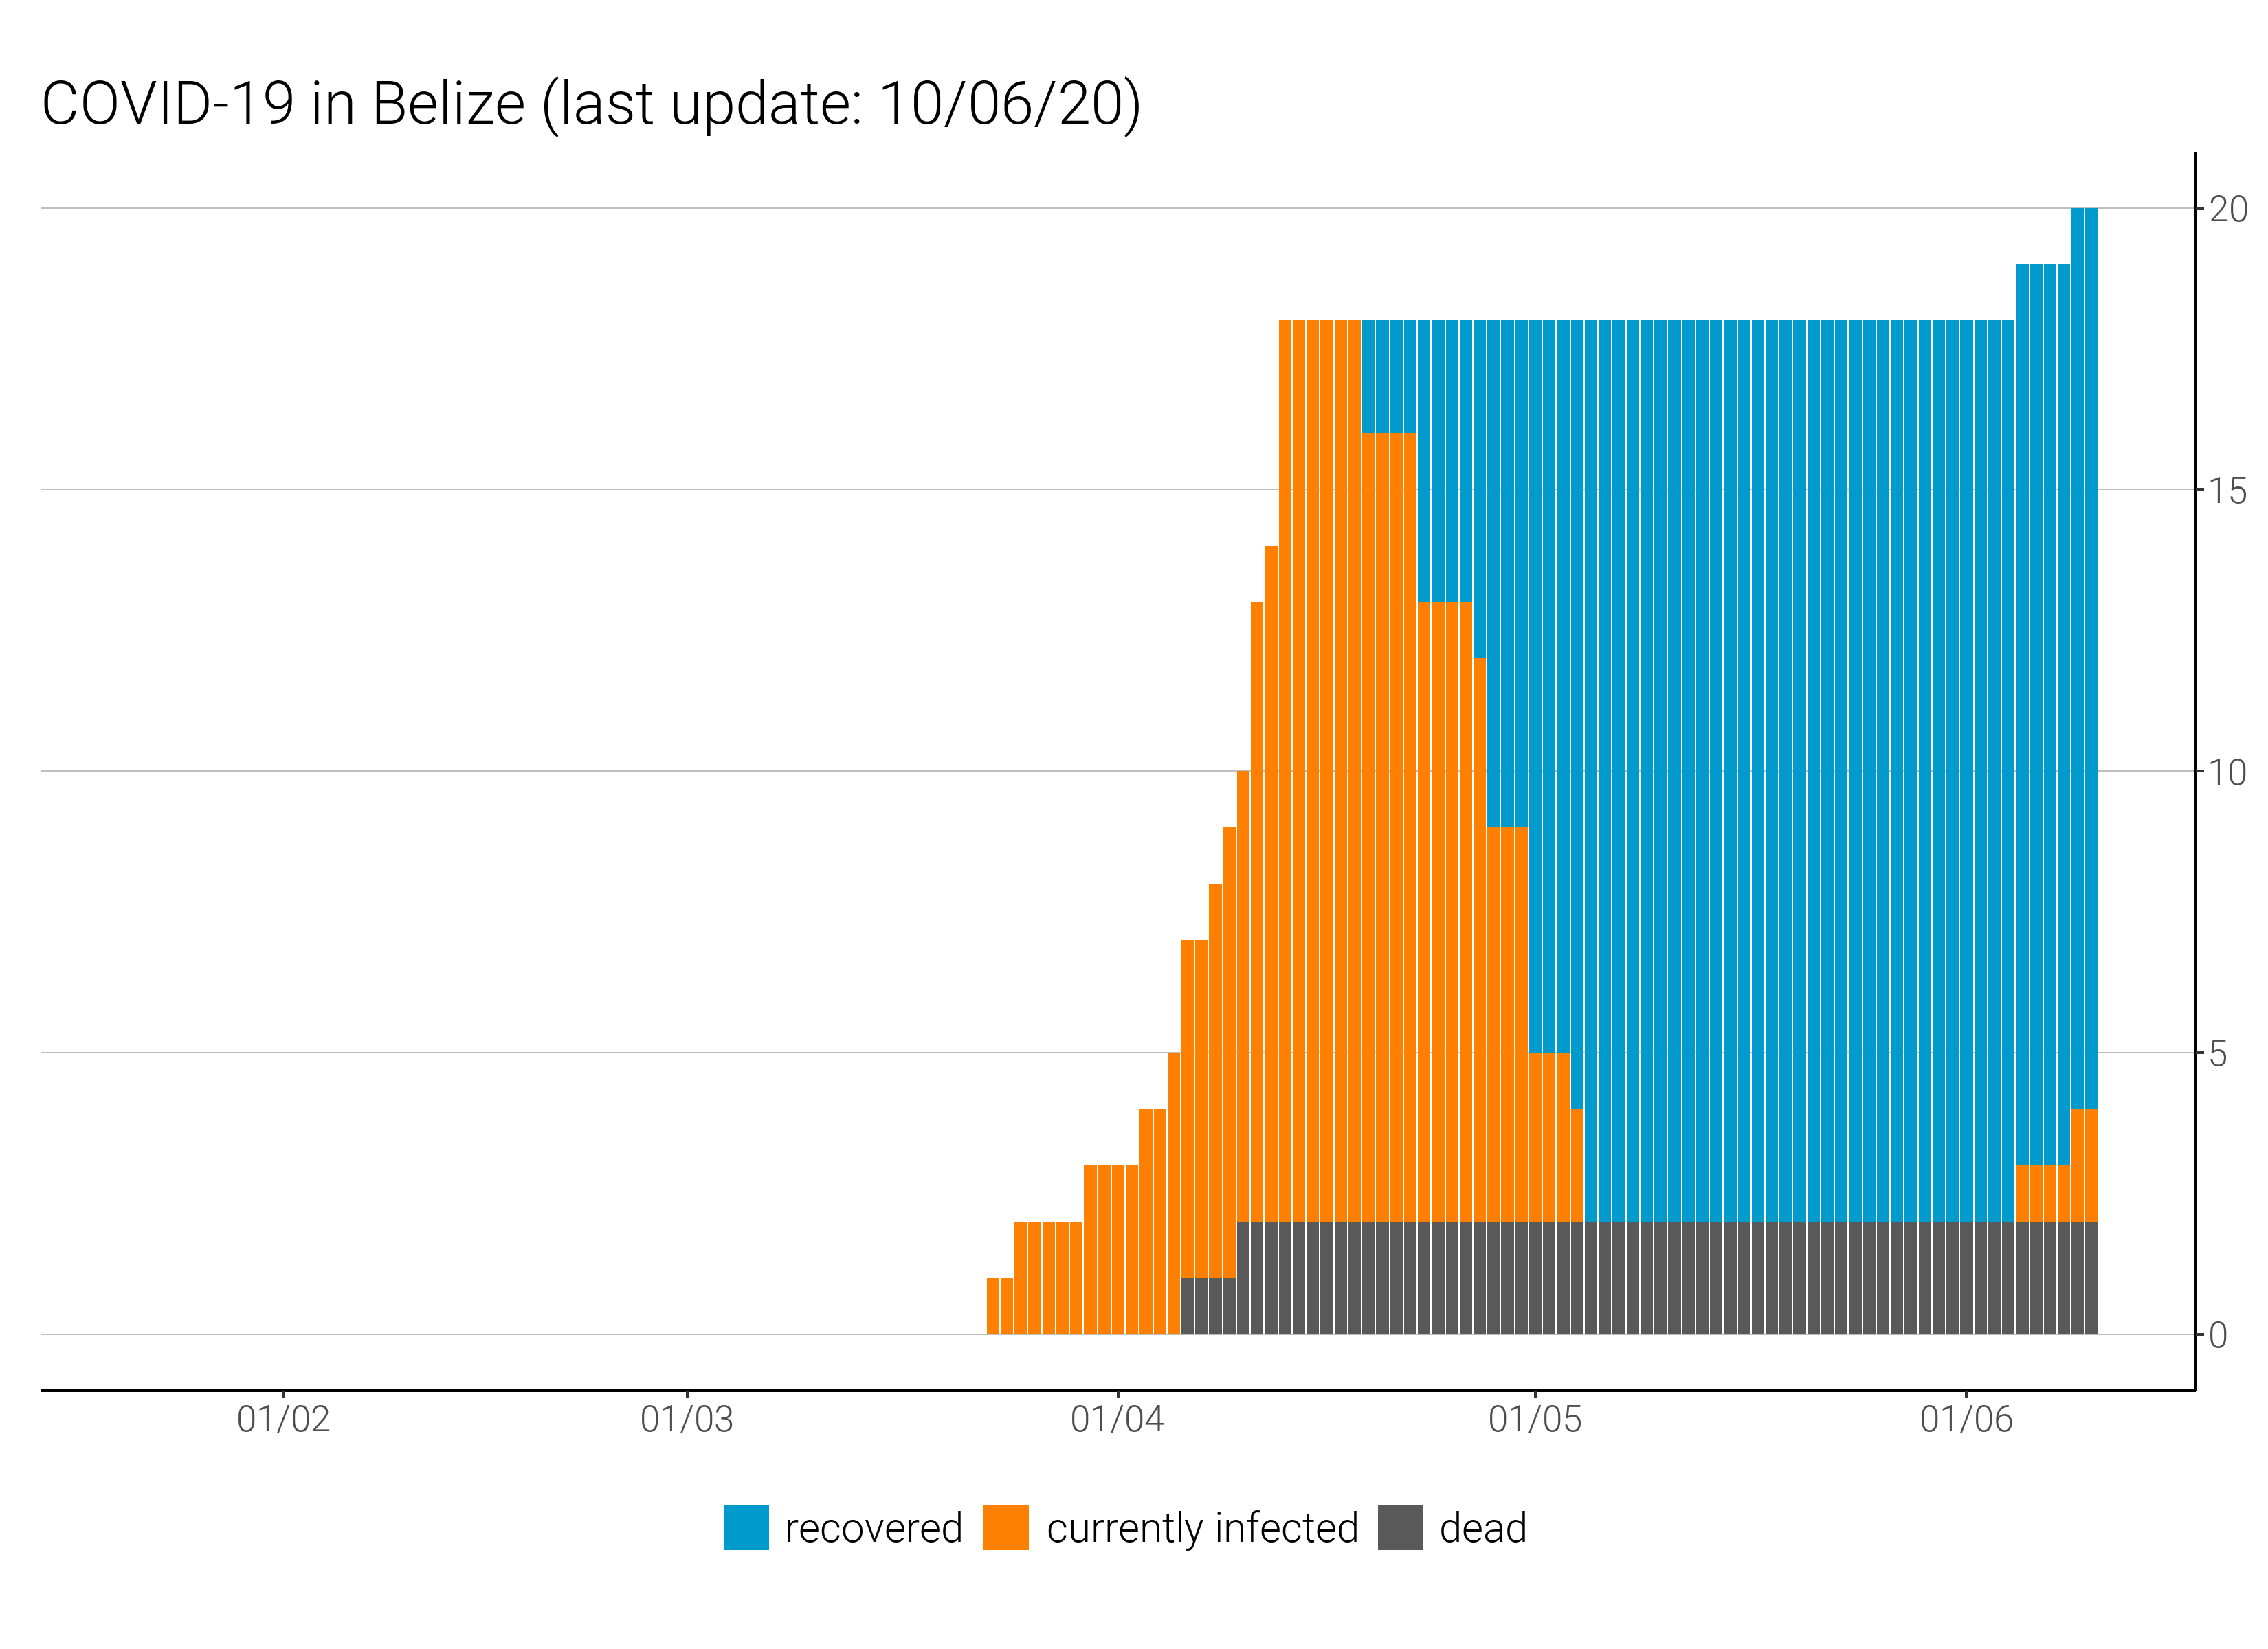 COVID-19 in Belize (last update: 10/06/20)
20
15
10
5
0
01/02 01/03 01/04 01/05 01/06
recovered currently infected dead